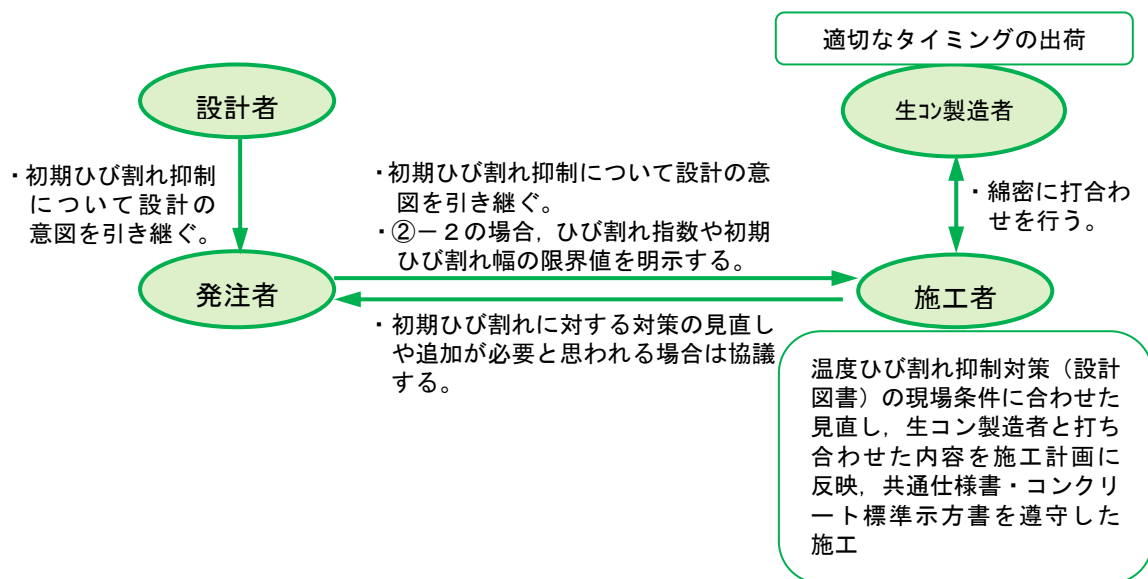 適切なタイミングの出荷
設計者
生コン製造者
・初期ひび割れ抑制
について設計の
意図を引き継ぐ。
・初期ひび割れ抑制について設計の意
図を引き継ぐ。
・②－２の場合，ひび割れ指数や初期
ひび割れ幅の限界値を明示する。
・綿密に打合わ
せを行う。
発注者
施工者
・初期ひび割れに対する対策の見直し
や追加が必要と思われる場合は協議
する。
温度ひび割れ抑制対策（設計
図書）の現場条件に合わせた
見直し，生コン製造者と打ち
合わせた内容を施工計画に
反映，共通仕様書・コンクリ
ート標準示方書を遵守した
施工